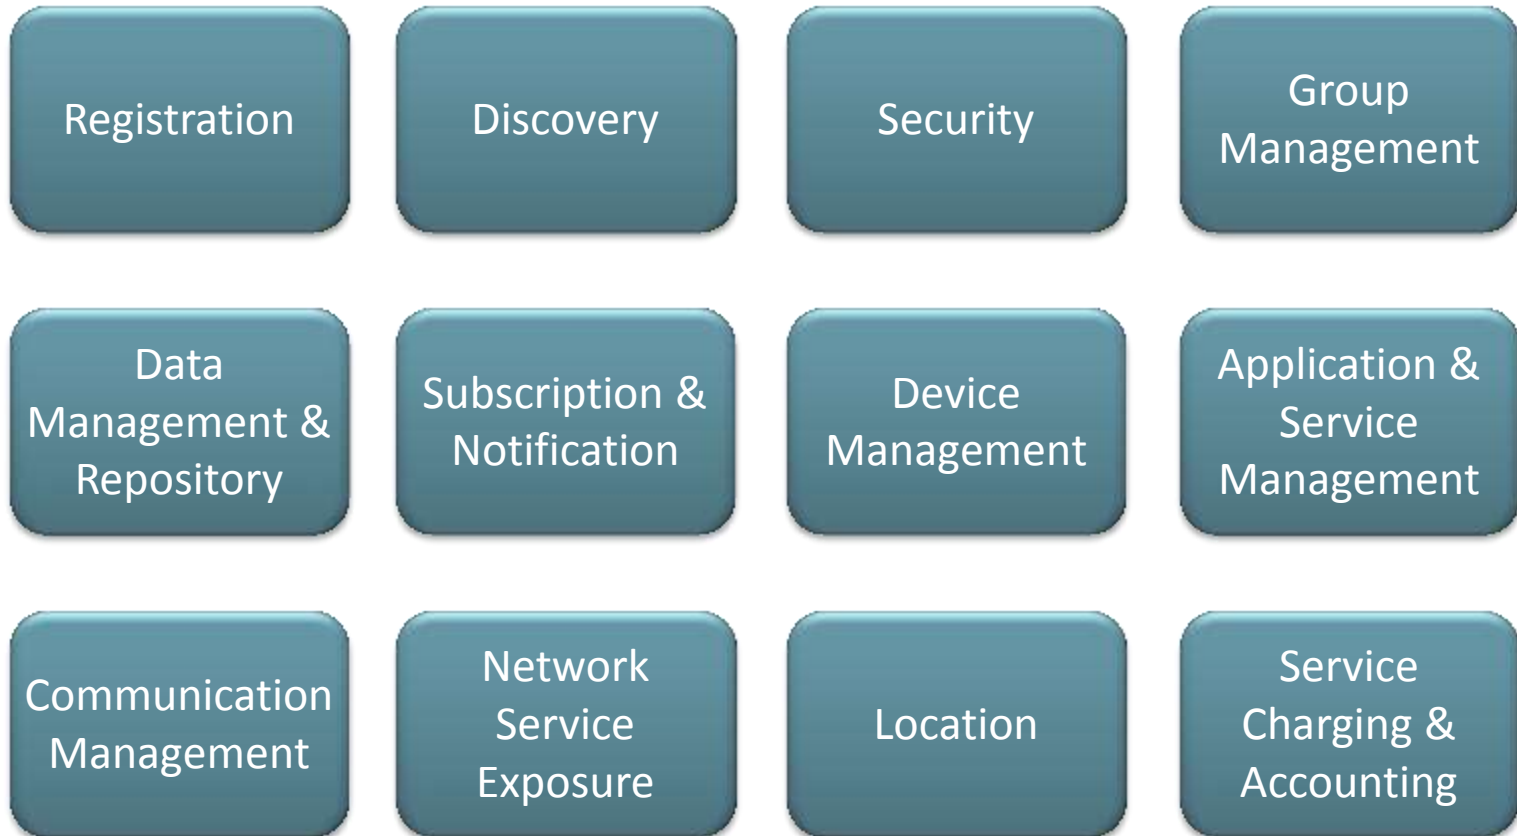 Registration
Discovery
Security
Group
Management
Data
Management &
Repository
Subscription &
Notification
Device
Management
Application &
Service
Management
Communication
Management
Network
Service
Exposure
Location
Service
Charging &
Accounting